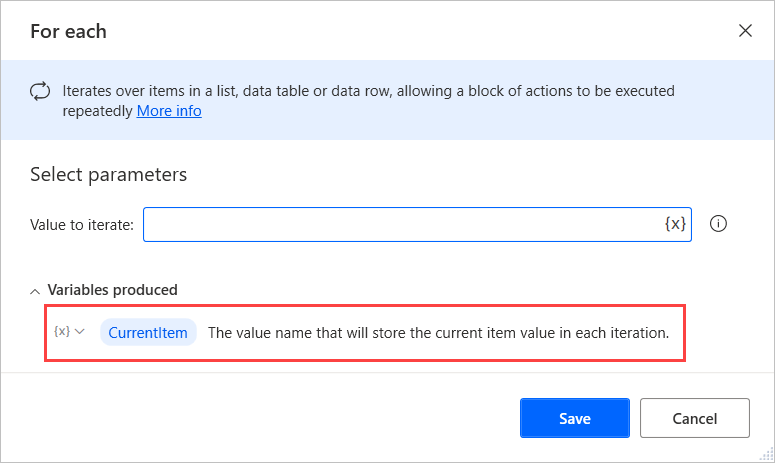 For each
Iterates over items in a list, data table or data row, allowing a block of actions to be executed
repeatedly More info
Select parameters
Value to iterate: {x}
Variables produced
{x} CurrentItem The value name that will store the current item value in each iteration.
Save Cancel